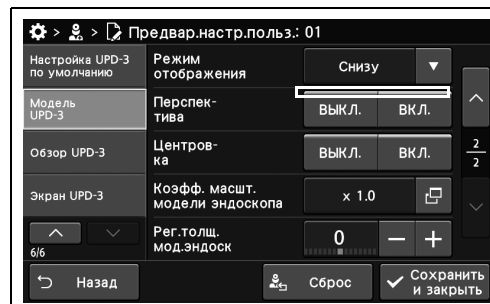 > > Предвар.настр.польз.: 01
Настройка UPD-3
по умолчанию
Режим
отображения
Снизу
Модель
UPD-3
Перспек-
тива
ВЫКЛ.
ВКЛ.
Обзор UPD-3
Центров-
ка
ВЫКЛ.
ВКЛ.
2
2
Экран UPD-3
Коэфф. масшт.
модели эндоскопа
x 1.0
6/6
Рег.толщ.
мод.эндоск
0
Назад
Сброс
Сохранить
и закрыть